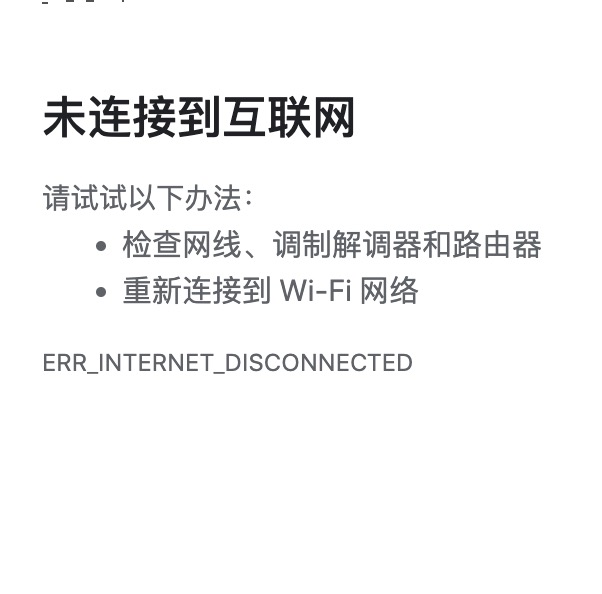 未连接到互联网
请试试以下办法：
• 检查网线、调制解调器和路由器
• 重新连接到 Wi-Fi 网络
ERR_INTERNET_DISCONNECTED